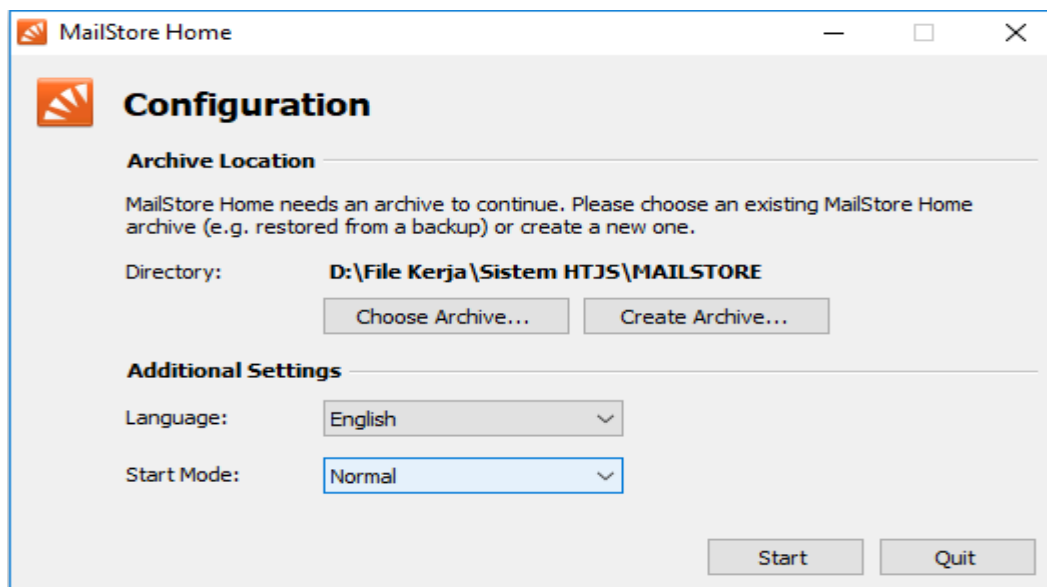 MailStore Home
Configuration
Archive Location
MailStore Home needs an archive to continue. Please choose an existing MailStore Home
archive (e.g. restored from a backup) or create a new one.
Directory: D:\File Kerja\Sistem HTJS\MAILSTORE
Choose Archive... Create Archive...
Additional Settings
Language: English
Start Mode: Normal
Start Quit